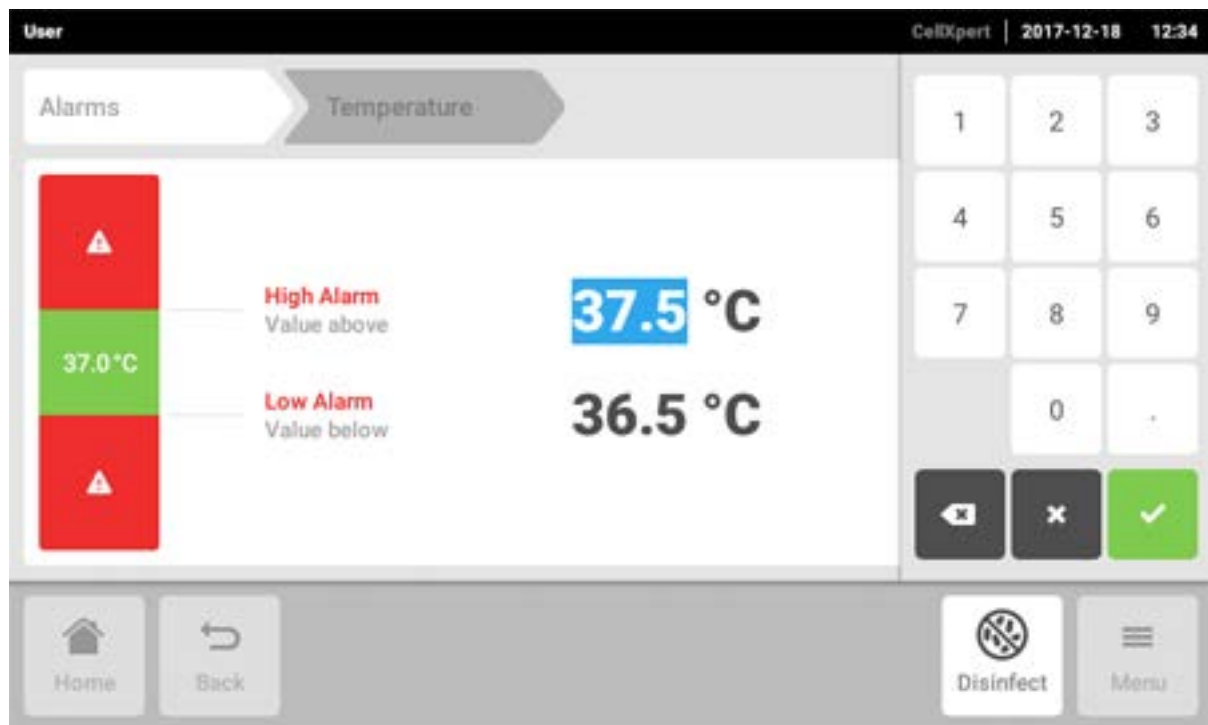 User
CellXpert | 2017-12-18 12:34
Alarms
Temperature
37.0°C
High Alarm
Value above
37.5 °C
Low Alarm
Value below
36.5 °C
1 2 3
4 5 6
7 8 9
0 .
Home
Back
Disinfect
Menu